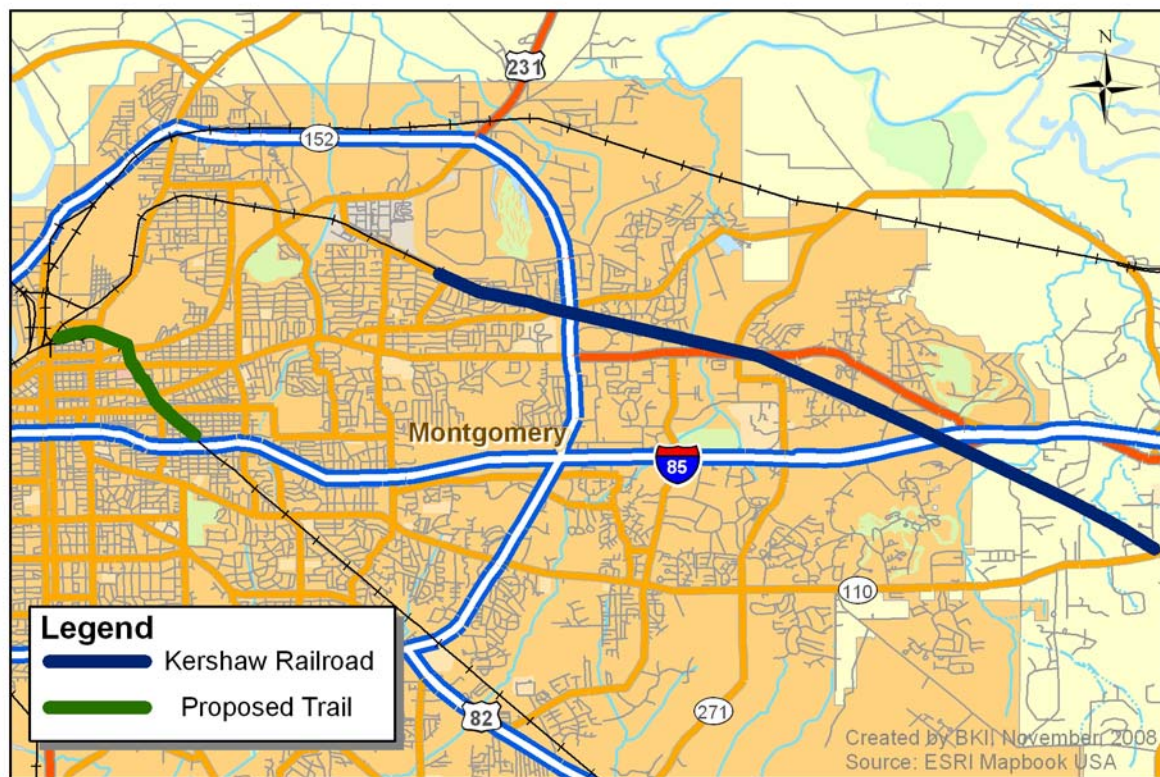 N
231
152
Montgomery
85
110
Legend
Kershaw Railroad
Proposed Trail
82
271
Created by BKI, November, 2008
Source: ESRI Mapbook USA